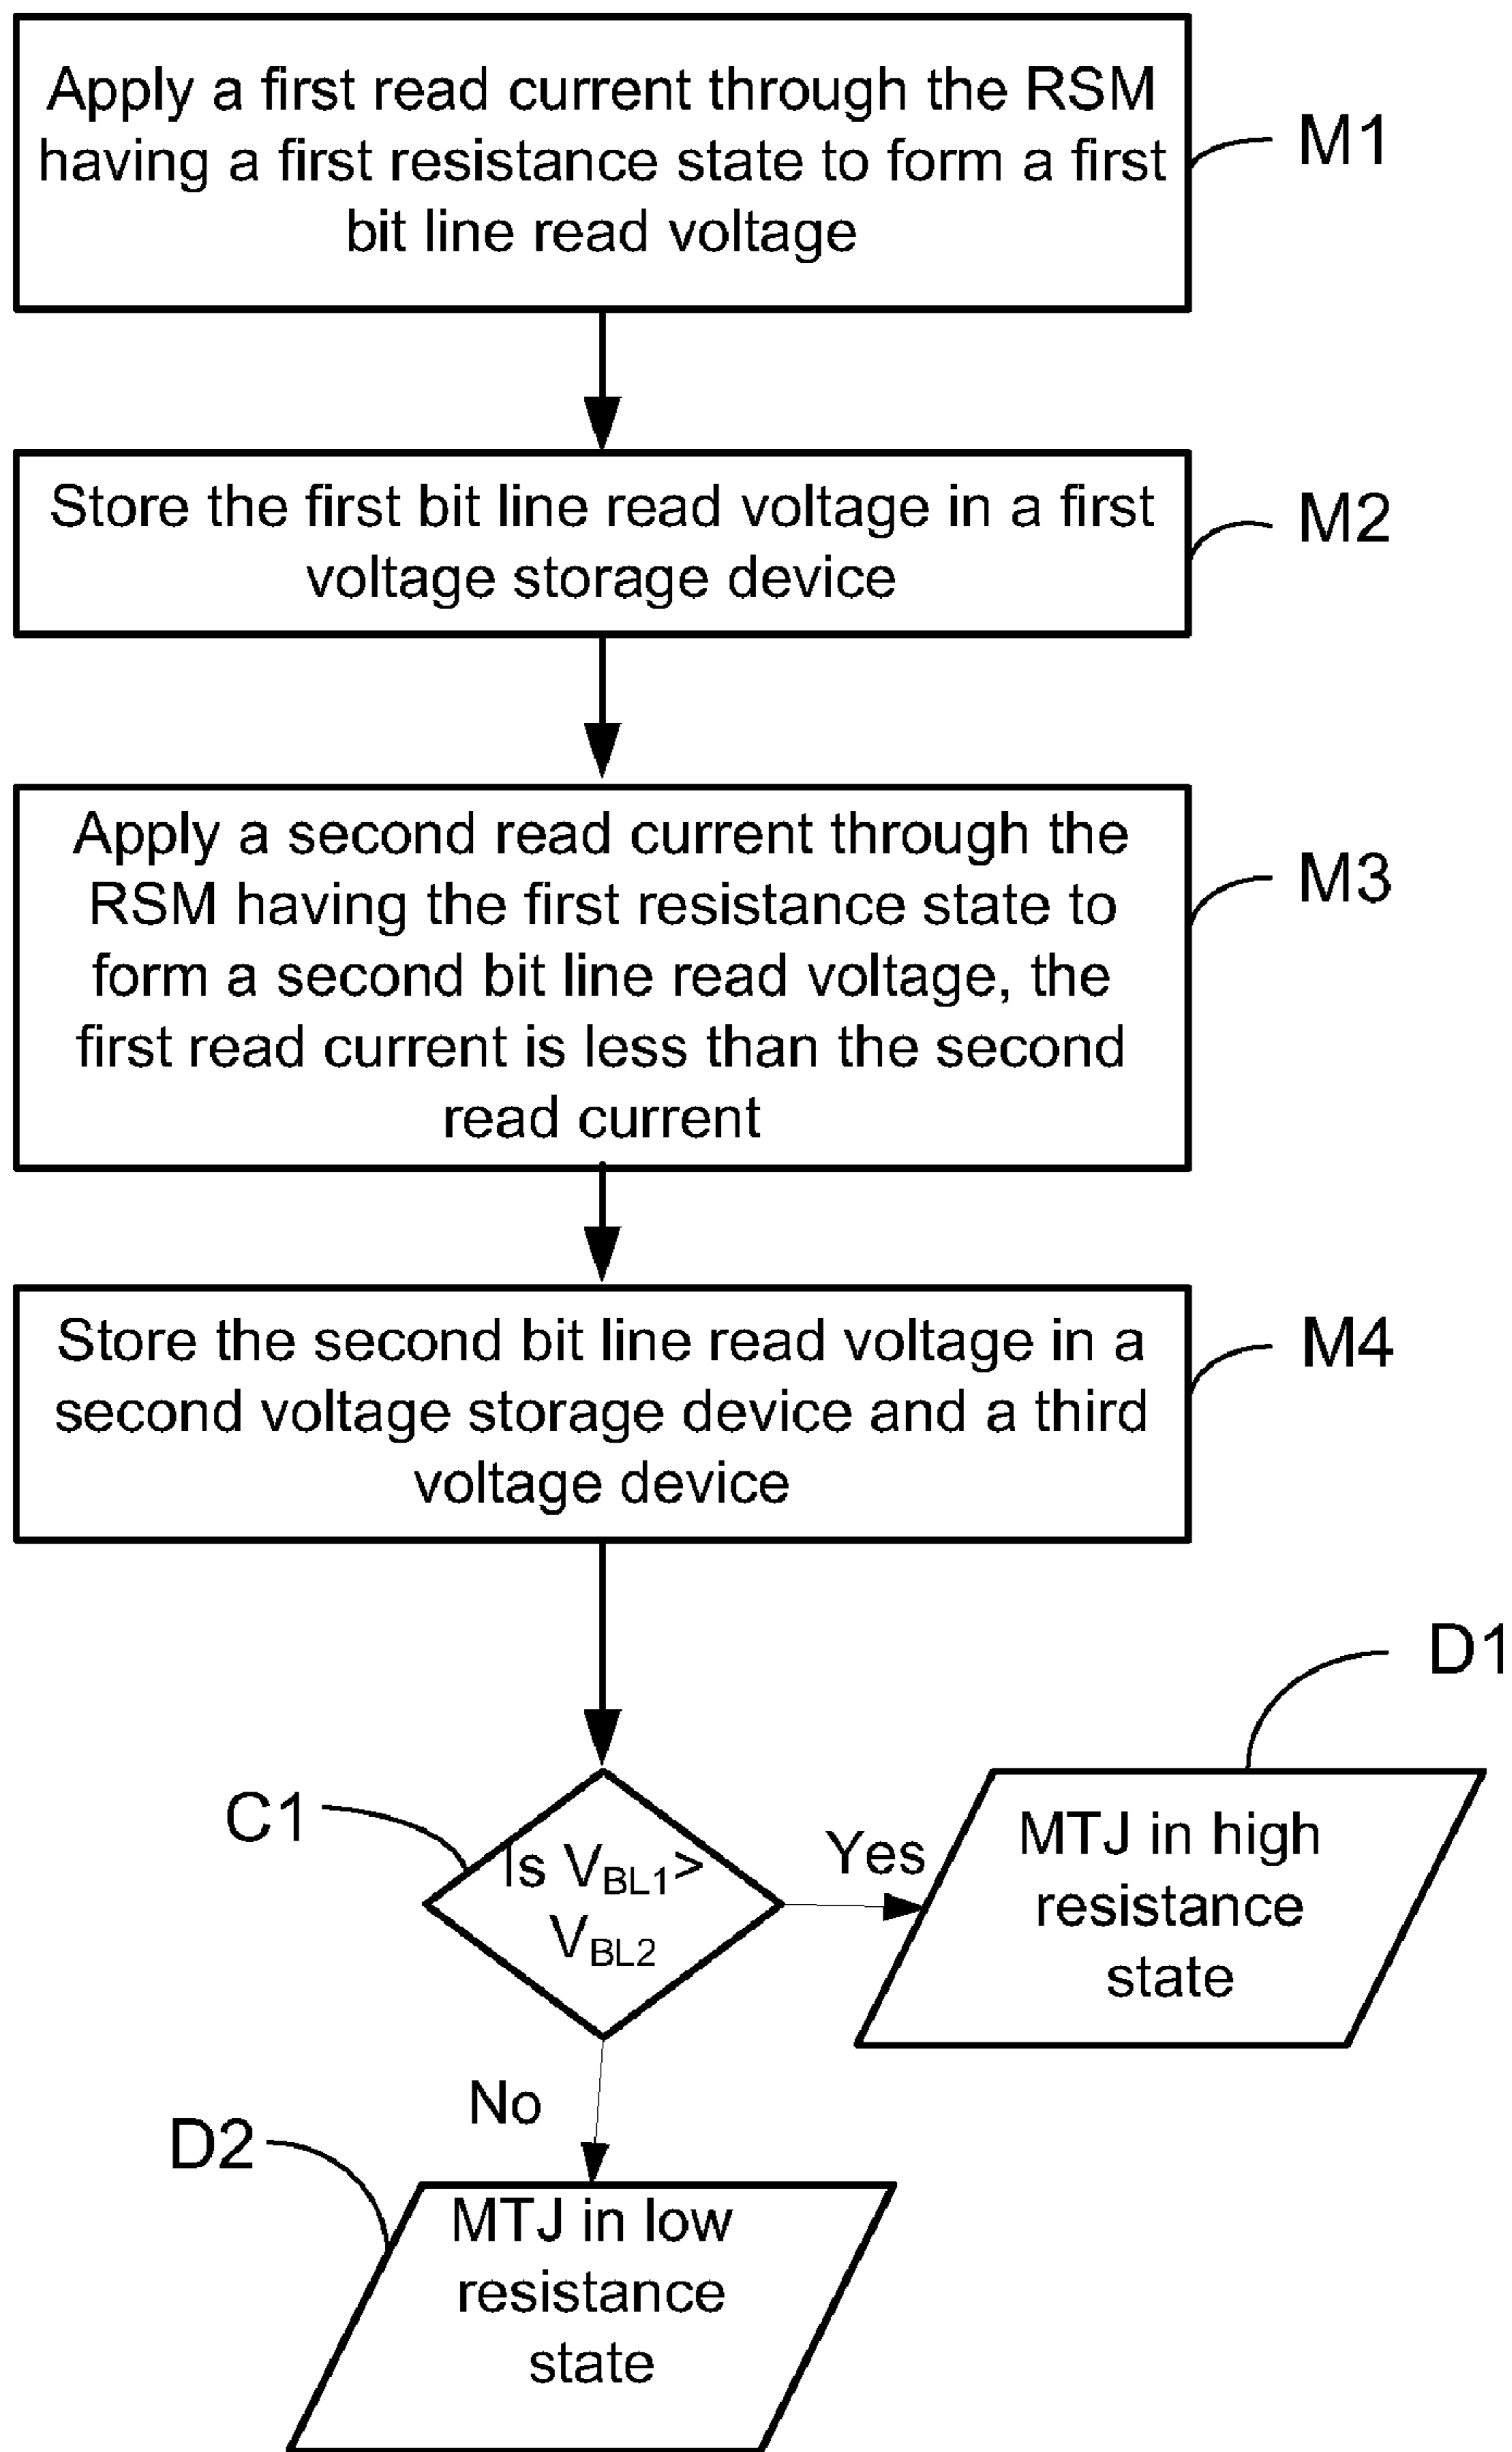 Apply a first read current through the RSM
having a first resistance state to form a first
bit line read voltage
M1
Store the first bit line read voltage in a first
voltage storage device
M2
Apply a second read current through the
RSM having the first resistance state to
form a second bit line read voltage, the
first read current is less than the second
read current
M3
Store the second bit line read voltage in a
second voltage storage device and a third
voltage device
M4
C1
Is VBL1>
VBL2
Yes
D1
MTJ in high
resistance
state
No
D2
MTJ in low
resistance
state